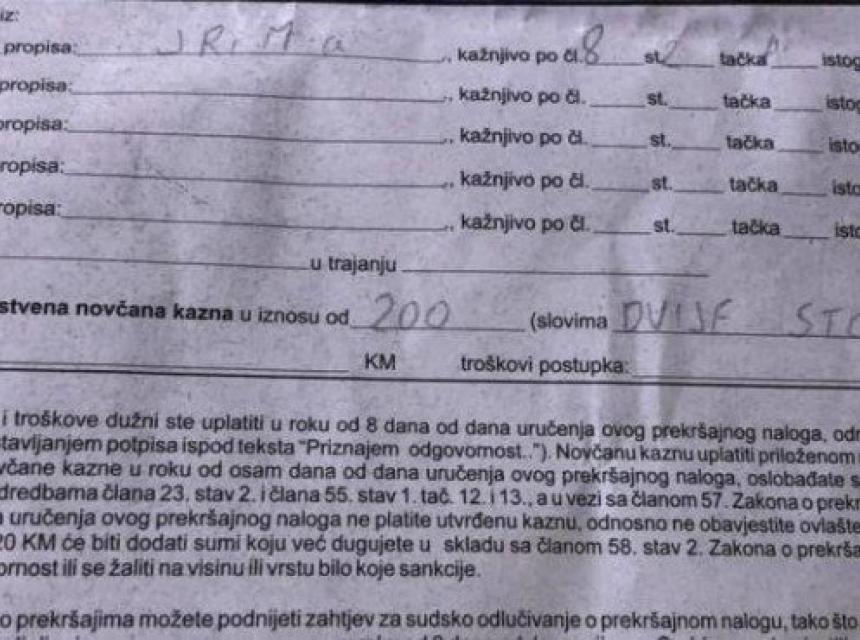 iz:
propisa: JRiM-a , kažnjivo po čl. 8 st. 2 tačka istog
propisa: , kažnjivo po čl. st. tačka istog
propisa: , kažnjivo po čl. st. tačka isto
ropisa: , kažnjivo po čl. st. tačka isto
opisa: , kažnjivo po čl. st. tačka isto
u trajanju
stvena novčana kazna u iznosu od 200 (slovima DVIJE STO
KM troškovi postupka:
i troškove dužni ste uplatiti u roku od 8 dana od dana uručenja ovog prekršajnog naloga, odn
stavljanjem potpisa ispod teksta "Priznajem odgovornost.."). Novčanu kaznu uplatiti priloženom
včane kazne u roku od osam dana od dana uručenja ovog prekršajnog naloga, oslobađate s
dredbama člana 23. stav 2. i člana 55. stav 1. tač. 12. i 13., a u vezi sa članom 57. Zakona o prekr
a uručenja ovog prekršajnog naloga ne platite utvrđenu kaznu, odnosno ne obavjestite ovlašte
20 KM će biti dodati sumi koju već dugujete u skladu sa članom 58. stav 2. Zakona o prekrša
ornost ili se žaliti na visinu ili vrstu bilo koje sankcije.
o prekršajima možete podnijeti zahtjev za sudsko odlučivanje o prekršajnom nalogu, tako što